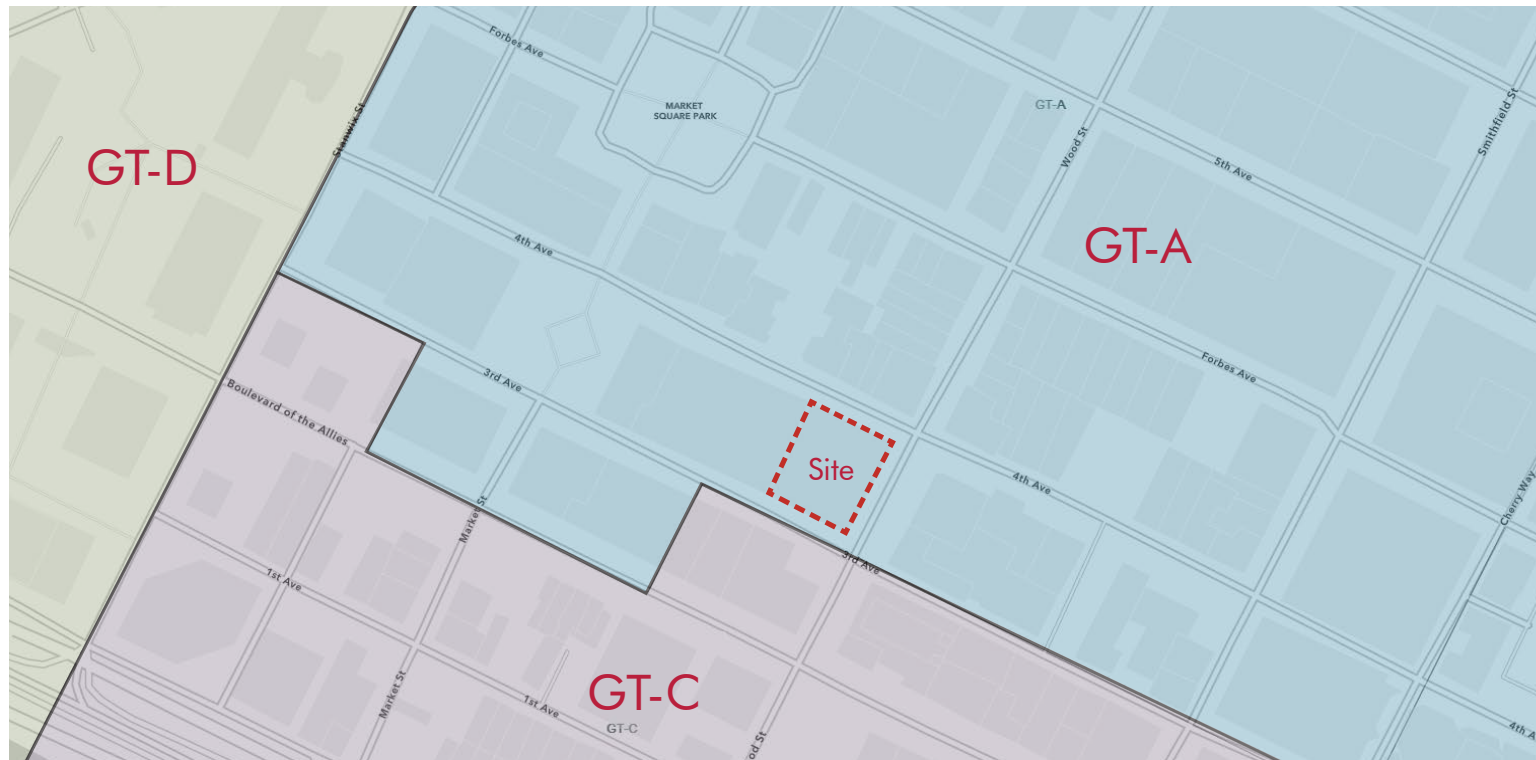 Forbes Ave
MARKET
SQUARE PARK
GT-A
Smithfield St
Stanwix St
Wood St
GT-D
5th Ave
4th Ave
GT-A
3rd Ave
Forbes Ave
Boulevard of the Allies
Site
4th Ave
Market St
Cherry Way
3rd Ave
1st Ave
GT-C
Market St
1st Ave
GT-C
od St
4th A